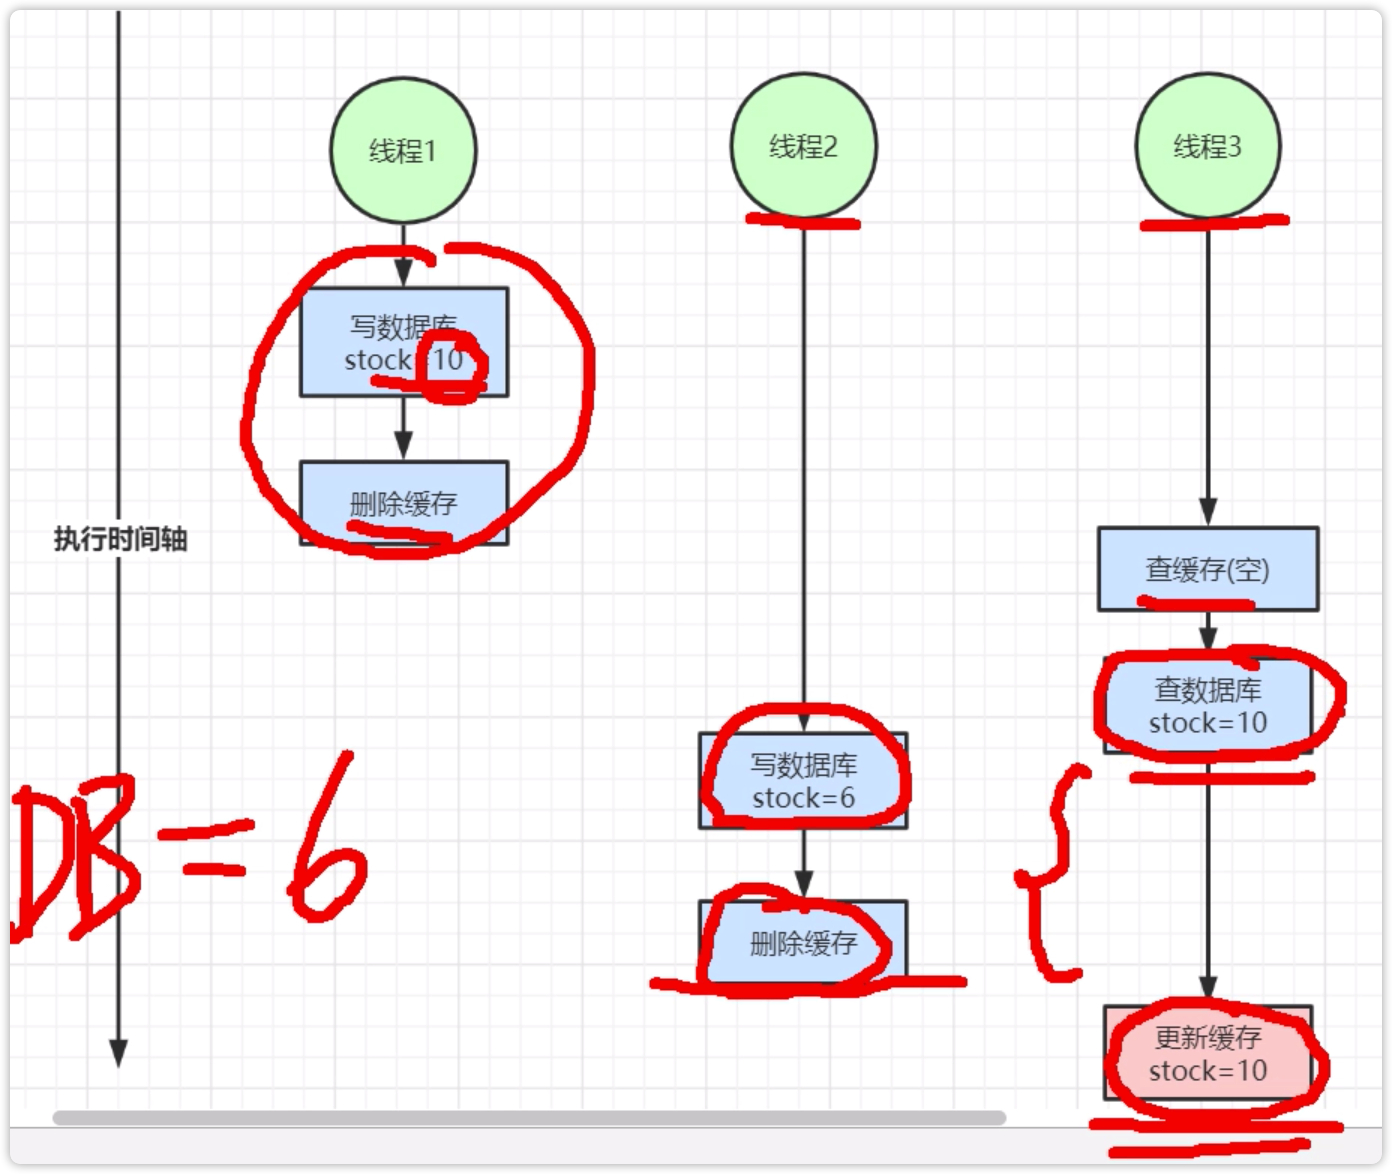 线程1
线程2
线程3
写数据库
stock=10
删除缓存
执行时间轴
查缓存(空)
查数据库
stock=10
写数据库
stock=6
DB=6
删除缓存
更新缓存
stock=10